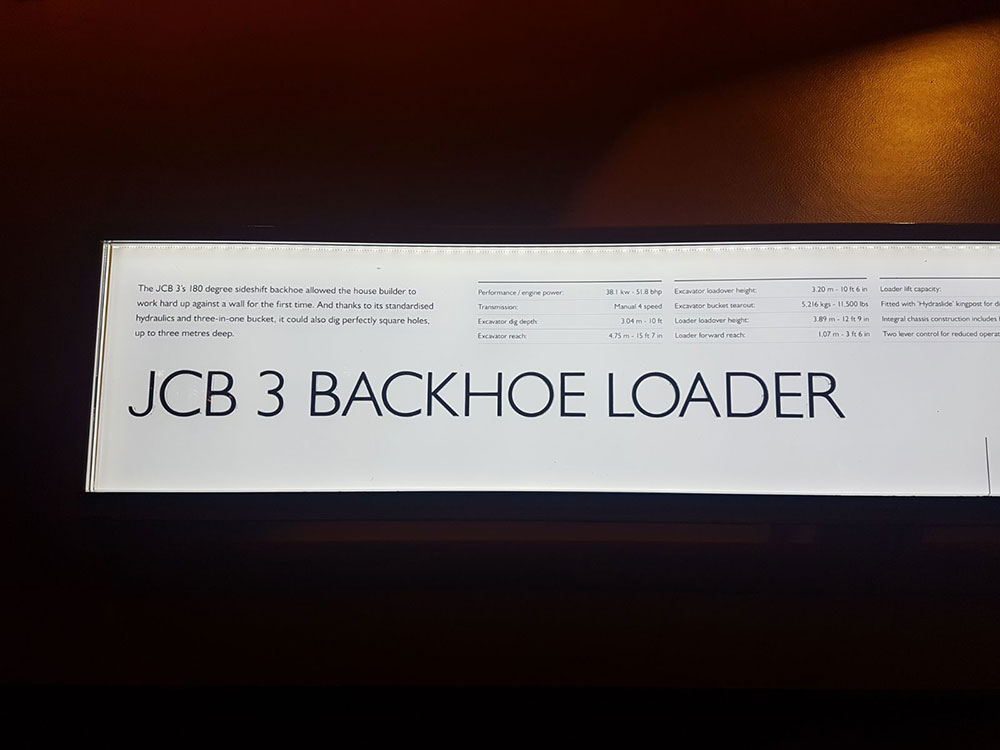 The JCB 3's 180 degree sideshift backhoe allowed the house builder to
work hard up against a wall for the first time. And thanks to its standardised
hydraulics and three-in-one bucket, it could also dig perfectly square holes,
up to three metres deep.
Performance / engine power: 38.1 kw - 51.8 bhp
Transmission: Manual 4 speed
Excavator dig depth: 3.04 m - 10 ft
Excavator reach: 4.75 m - 15 ft 7 in
Excavator loadover height: 3.20 m - 10 ft 6 in
Excavator bucket tearout: 5,216 kgs - 11,500 lbs
Loader loadover height: 3.89 m - 12 ft 9 in
Loader forward reach: 1.07 m - 3 ft 6 in
Loader lift capacity:
Fitted with 'Hydraslide' kingpost for
Integral chassis construction includes
Two lever control for reduced
JCB 3 BACKHOE LOADER